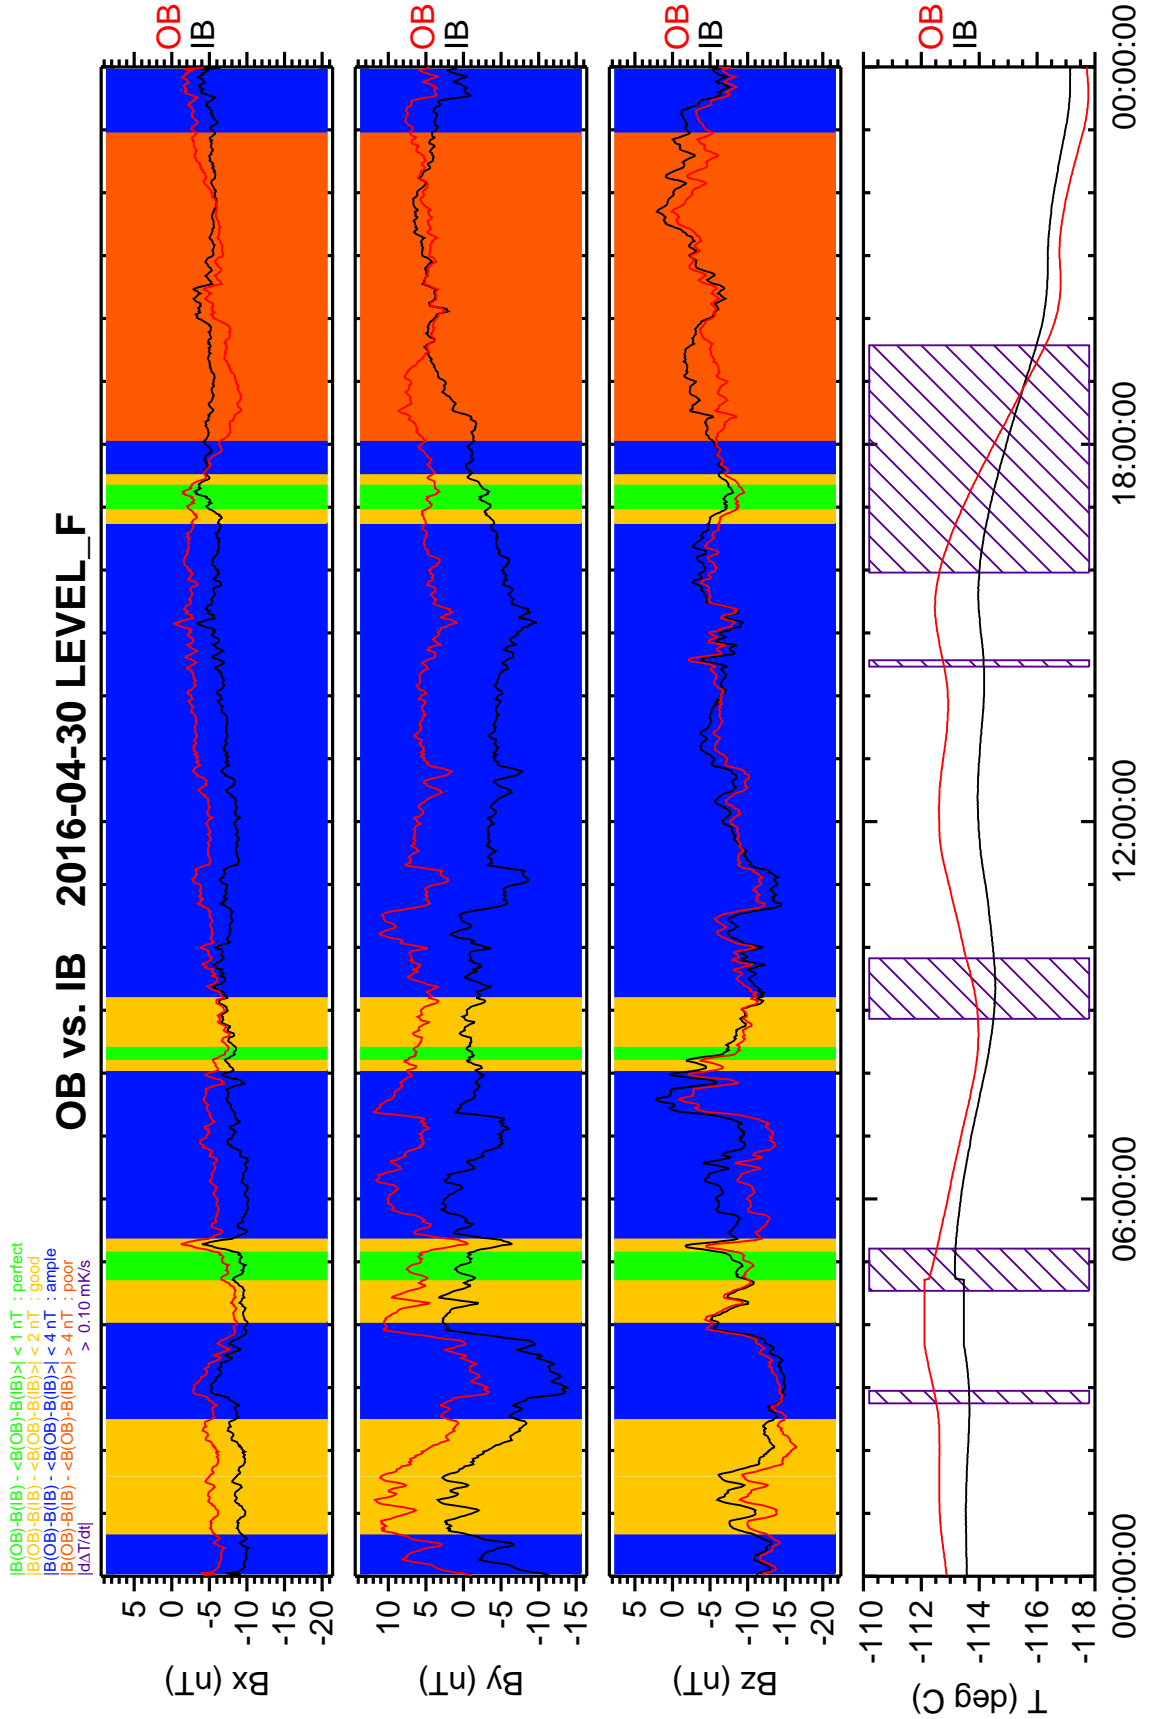 |B(OB)-B(IB) - <B(OB)-B(IB)>| < 1 nT : perfect
|B(OB)-B(IB) - <B(OB)-B(IB)>| < 2 nT : good
|B(OB)-B(IB) - <B(OB)-B(IB)>| < 4 nT : ample
|B(OB)-B(IB) - <B(OB)-B(IB)>| > 4 nT : poor
|dΔT/dt| > 0.10 mK/s
OB vs. IB 2016-04-30 LEVEL_F
Bx (nT)
5
0
-5
-10
-15
-20
OB
IB
By (nT)
10
5
0
-5
-10
-15
OB
IB
Bz (nT)
5
0
-5
-10
-15
-20
OB
IB
T (deg C)
-110
-112
-114
-116
-118
OB
IB
00:00:00
06:00:00
12:00:00
18:00:00
00:00:00